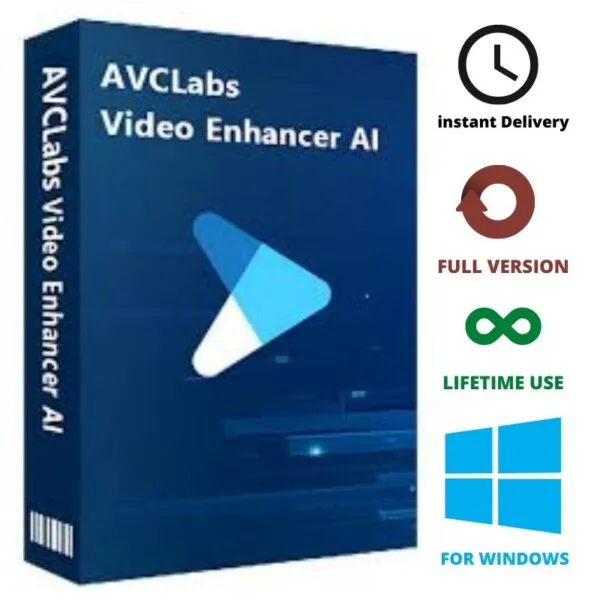 AVCLabs
Video Enhancer AI
AVCLabs Video Enhancer AI
instant Delivery
FULL VERSION
LIFETIME USE
FOR WINDOWS